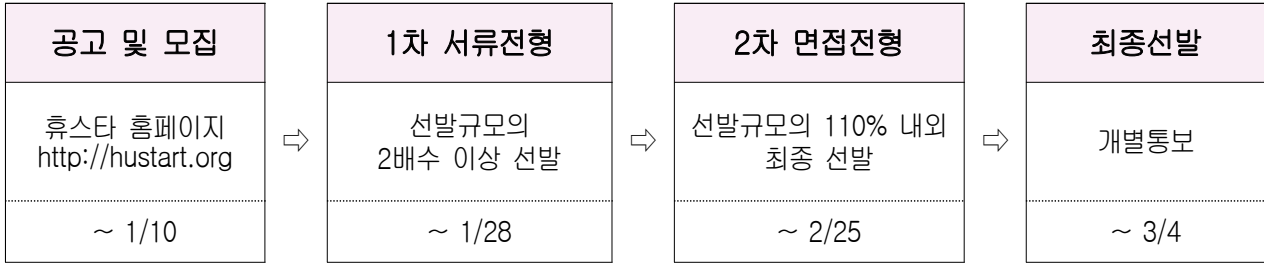 공고 및 모집
휴스타 홈페이지
http://hustart.org
~ 1/10
⇨
1차 서류전형
선발규모의
2배수 이상 선발
~ 1/28
⇨
2차 면접전형
선발규모의 110% 내외
최종 선발
~ 2/25
⇨
최종선발
개별통보
~ 3/4